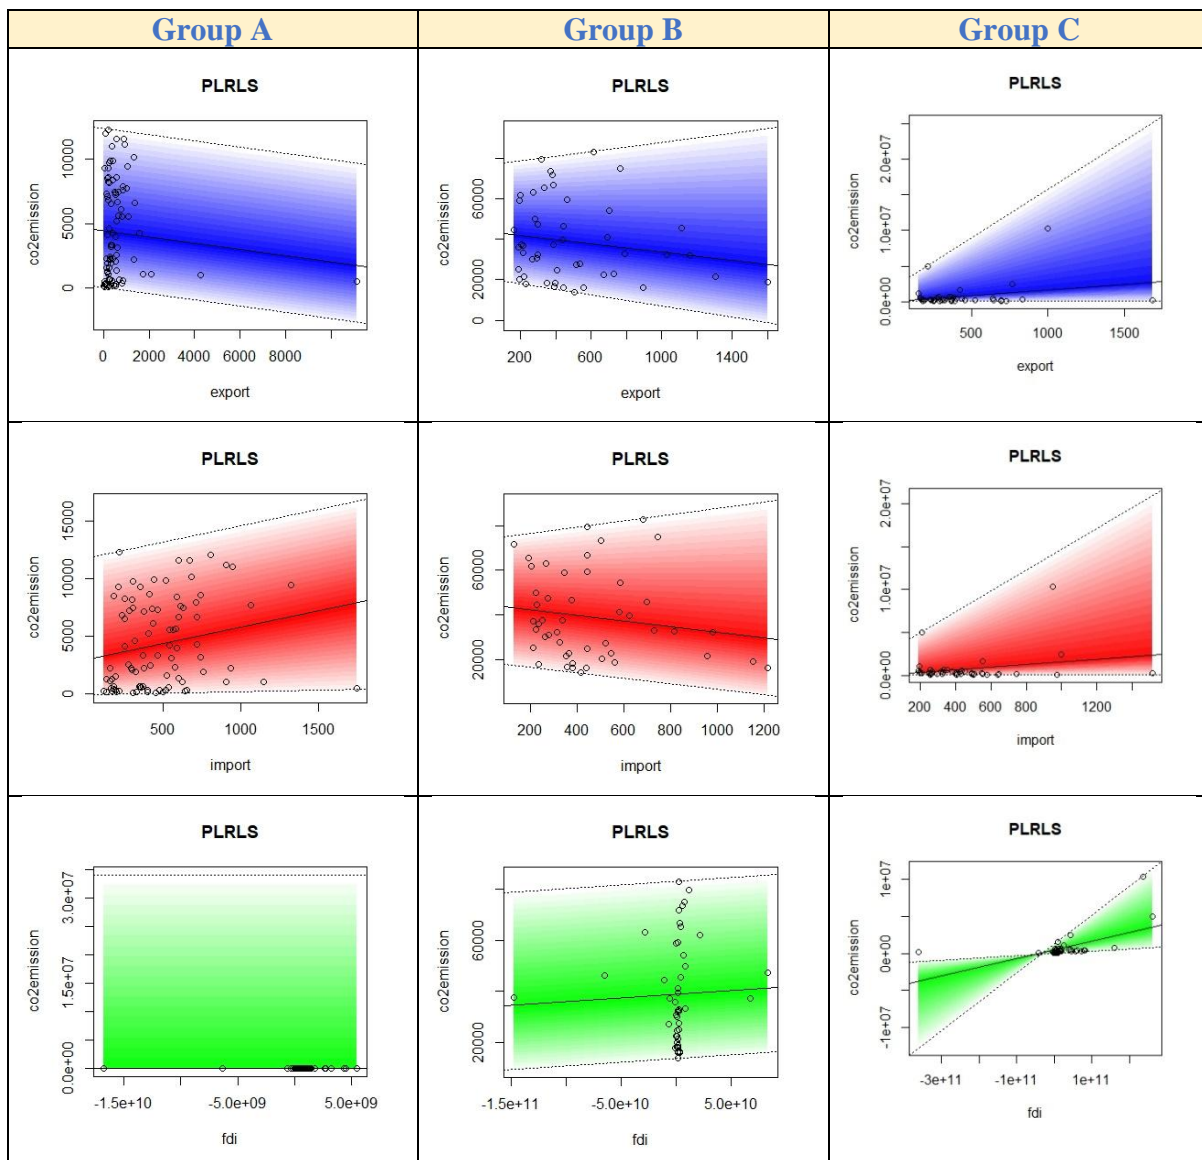 Group A
Group B
Group C
PLRLS
co2emission
10000
5000
0
0 2000 4000 6000 8000
export
PLRLS
co2emission
60000
20000
0
200 600 1000 1400
export
PLRLS
co2emission
2.0e+07
1.0e+07
0.0e+00
500 1000 1500
export
PLRLS
co2emission
15000
10000
5000
0
500 1000 1500
import
PLRLS
co2emission
60000
20000
200 400 600 800 1000 1200
import
PLRLS
co2emission
2.0e+07
1.0e+07
0.0e+00
200 400 600 800 1200
import
PLRLS
co2emission
3.0e+07
1.5e+07
0.0e+00
-1.5e+10 -5.0e+09 5.0e+09
fdi
PLRLS
co2emission
60000
20000
-1.5e+11 -5.0e+10 5.0e+10
fdi
PLRLS
co2emission
1e+07
0e+00
-1e+07
-3e+11 -1e+11 1e+11
fdi